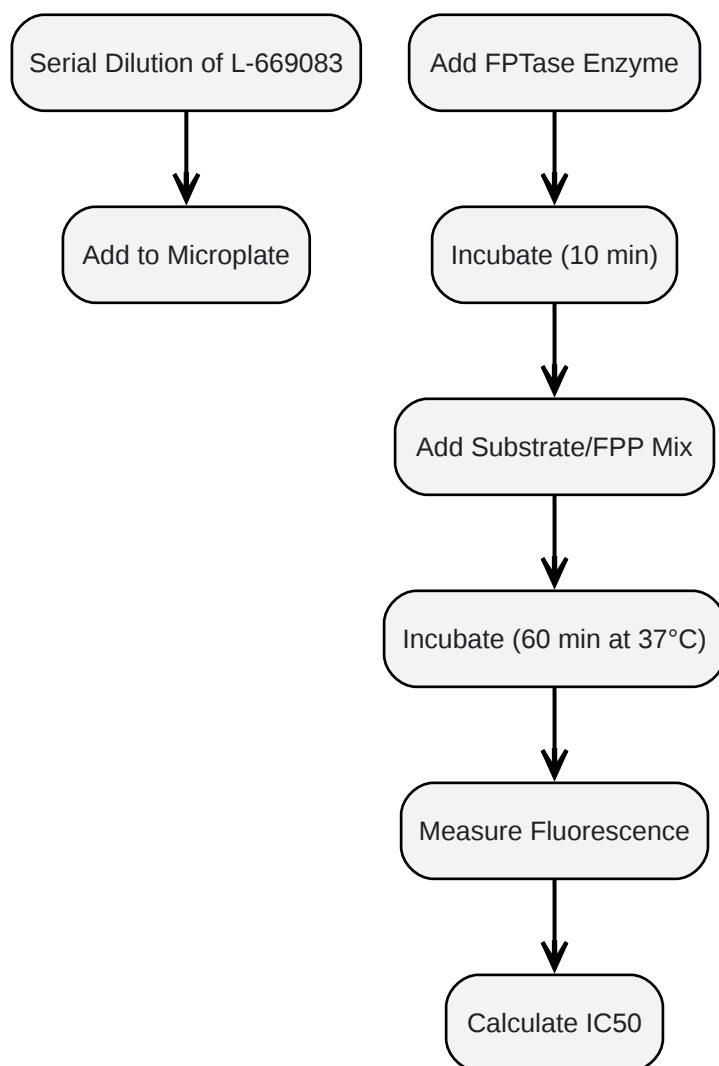 Serial Dilution of L-669083
Add to Microplate
Add FPTase Enzyme
Incubate (10 min)
Add Substrate/FPP Mix
Incubate (60 min at 37°C)
Measure Fluorescence
Calculate IC50